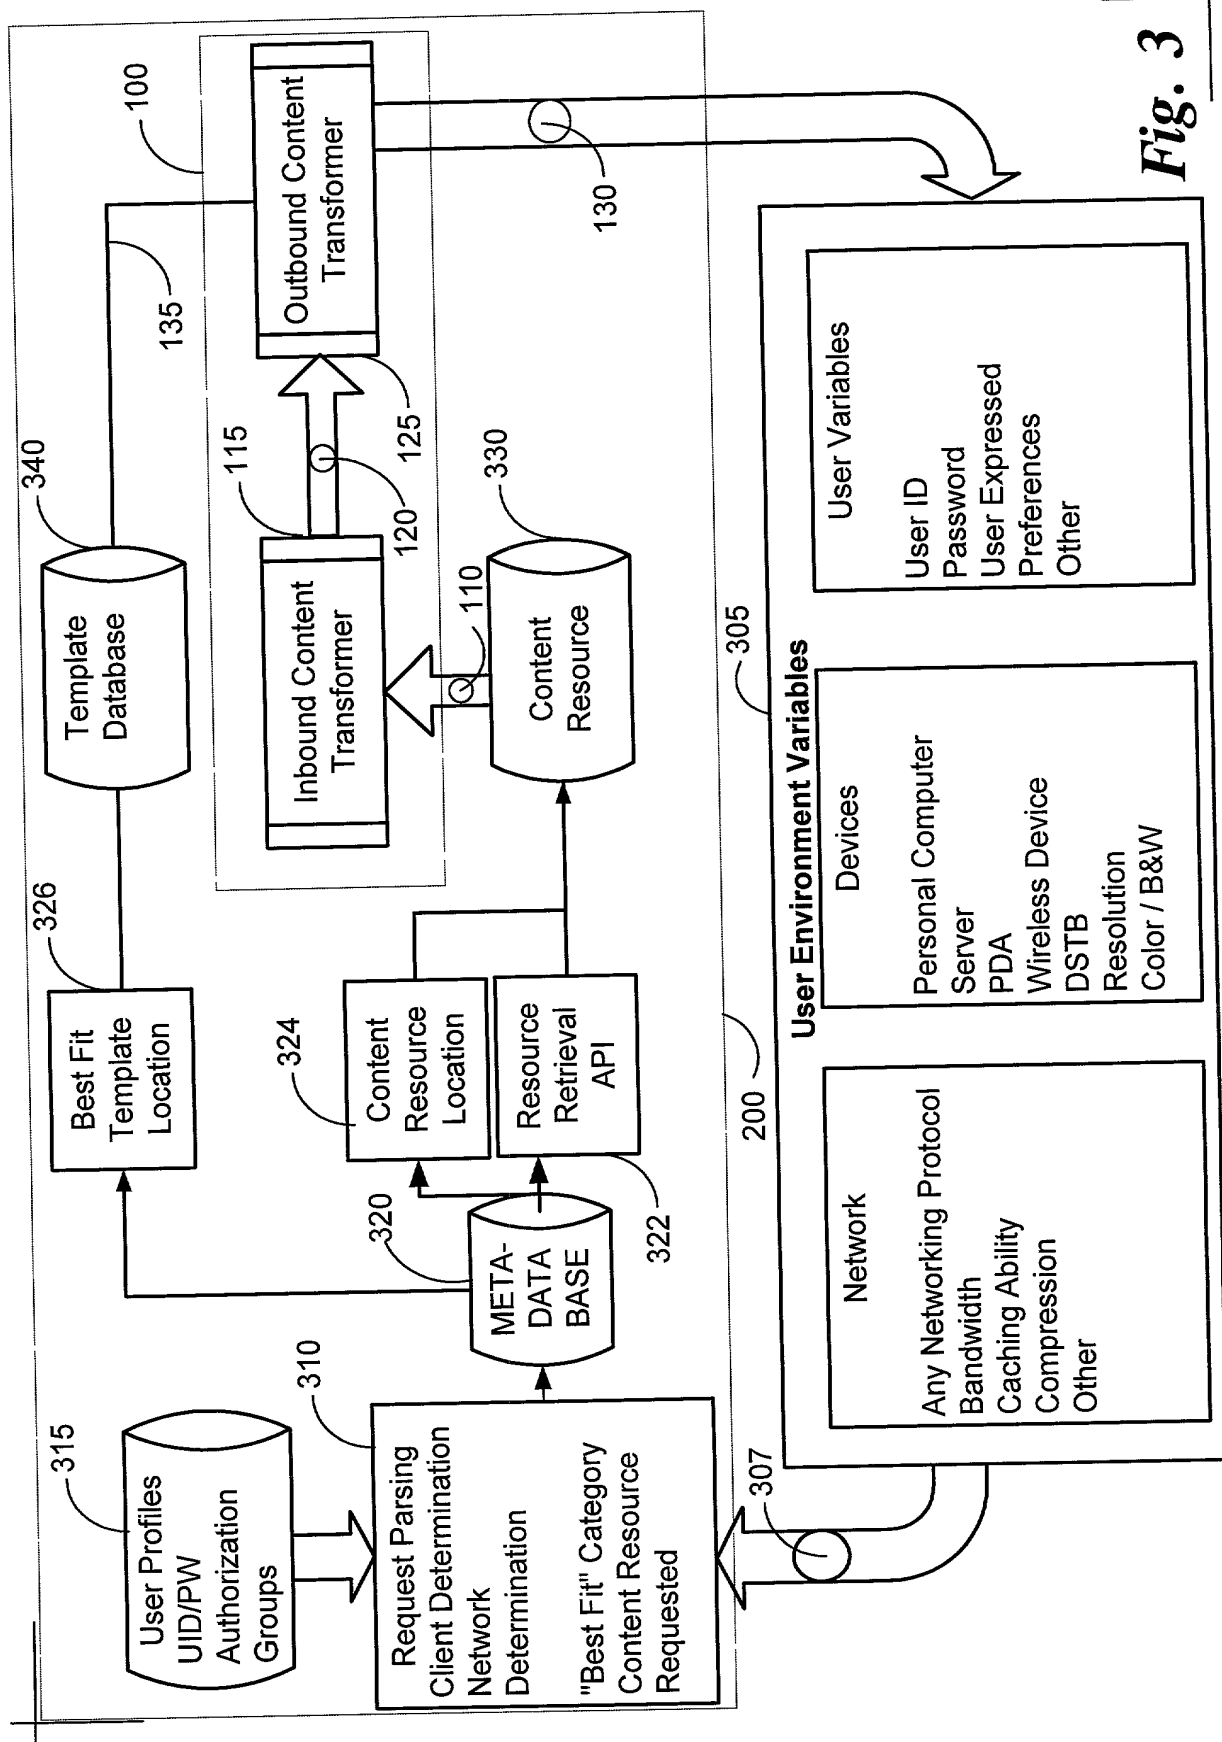 315
User Profiles
UID/PW
Authorization
Groups
310
Request Parsing
Client Determination
Network
Determination
"Best Fit" Category
Content Resource
Requested
320
META-
DATA
BASE
326
Best Fit
Template
Location
324
Content
Resource
Location
Resource
Retrieval
API
322
340
Template
Database
135
100
115
Inbound Content
Transformer
120
125
Outbound Content
Transformer
110
330
Content
Resource
130
200
305
307
User Environment Variables
Network
Any Networking Protocol
Bandwidth
Caching Ability
Compression
Other
Devices
Personal Computer
Server
PDA
Wireless Device
DSTB
Resolution
Color / B&W
User Variables
User ID
Password
User Expressed
Preferences
Other
Fig. 3